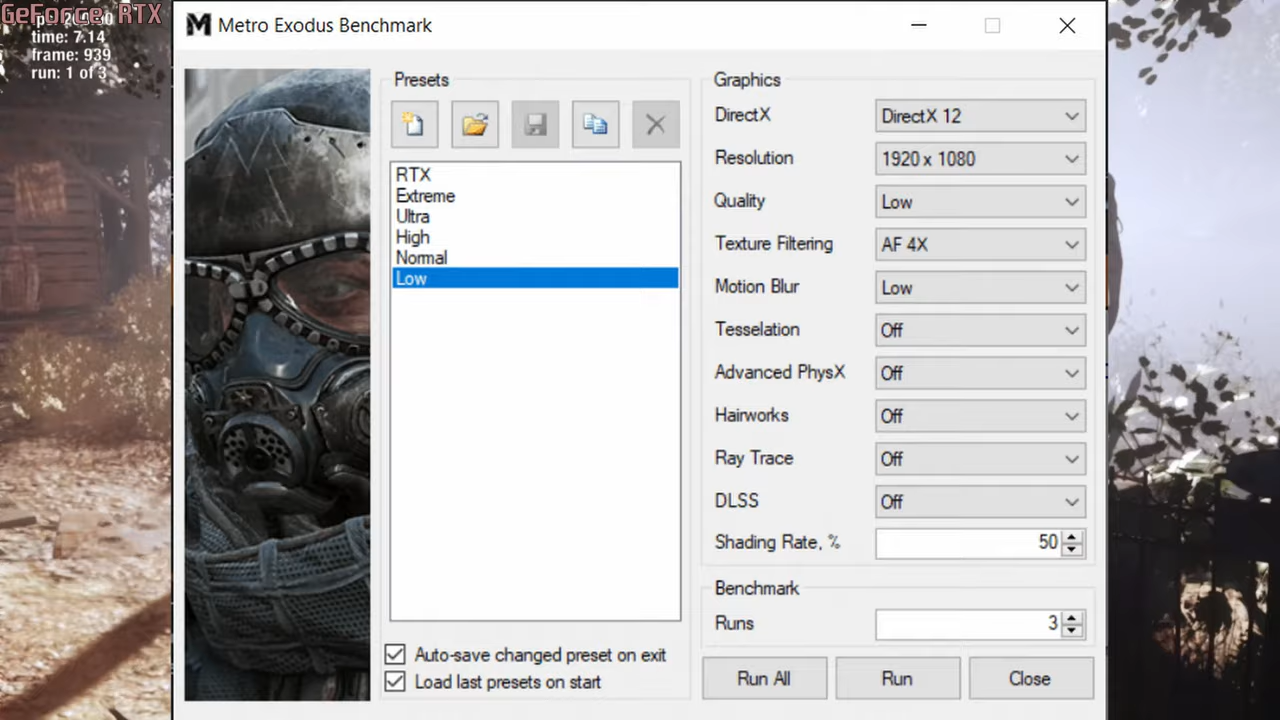 GeForce RTX
time: 7.14
frame: 939
run: 1 of 3
Metro Exodus Benchmark
Presets
RTX
Extreme
Ultra
High
Normal
Low
Auto-save changed preset on exit
Load last presets on start
Graphics
DirectX DirectX 12
Resolution 1920 x 1080
Quality Low
Texture Filtering AF 4X
Motion Blur Low
Tesselation Off
Advanced PhysX Off
Hairworks Off
Ray Trace Off
DLSS Off
Shading Rate, % 50
Benchmark
Runs 3
Run All Run Close